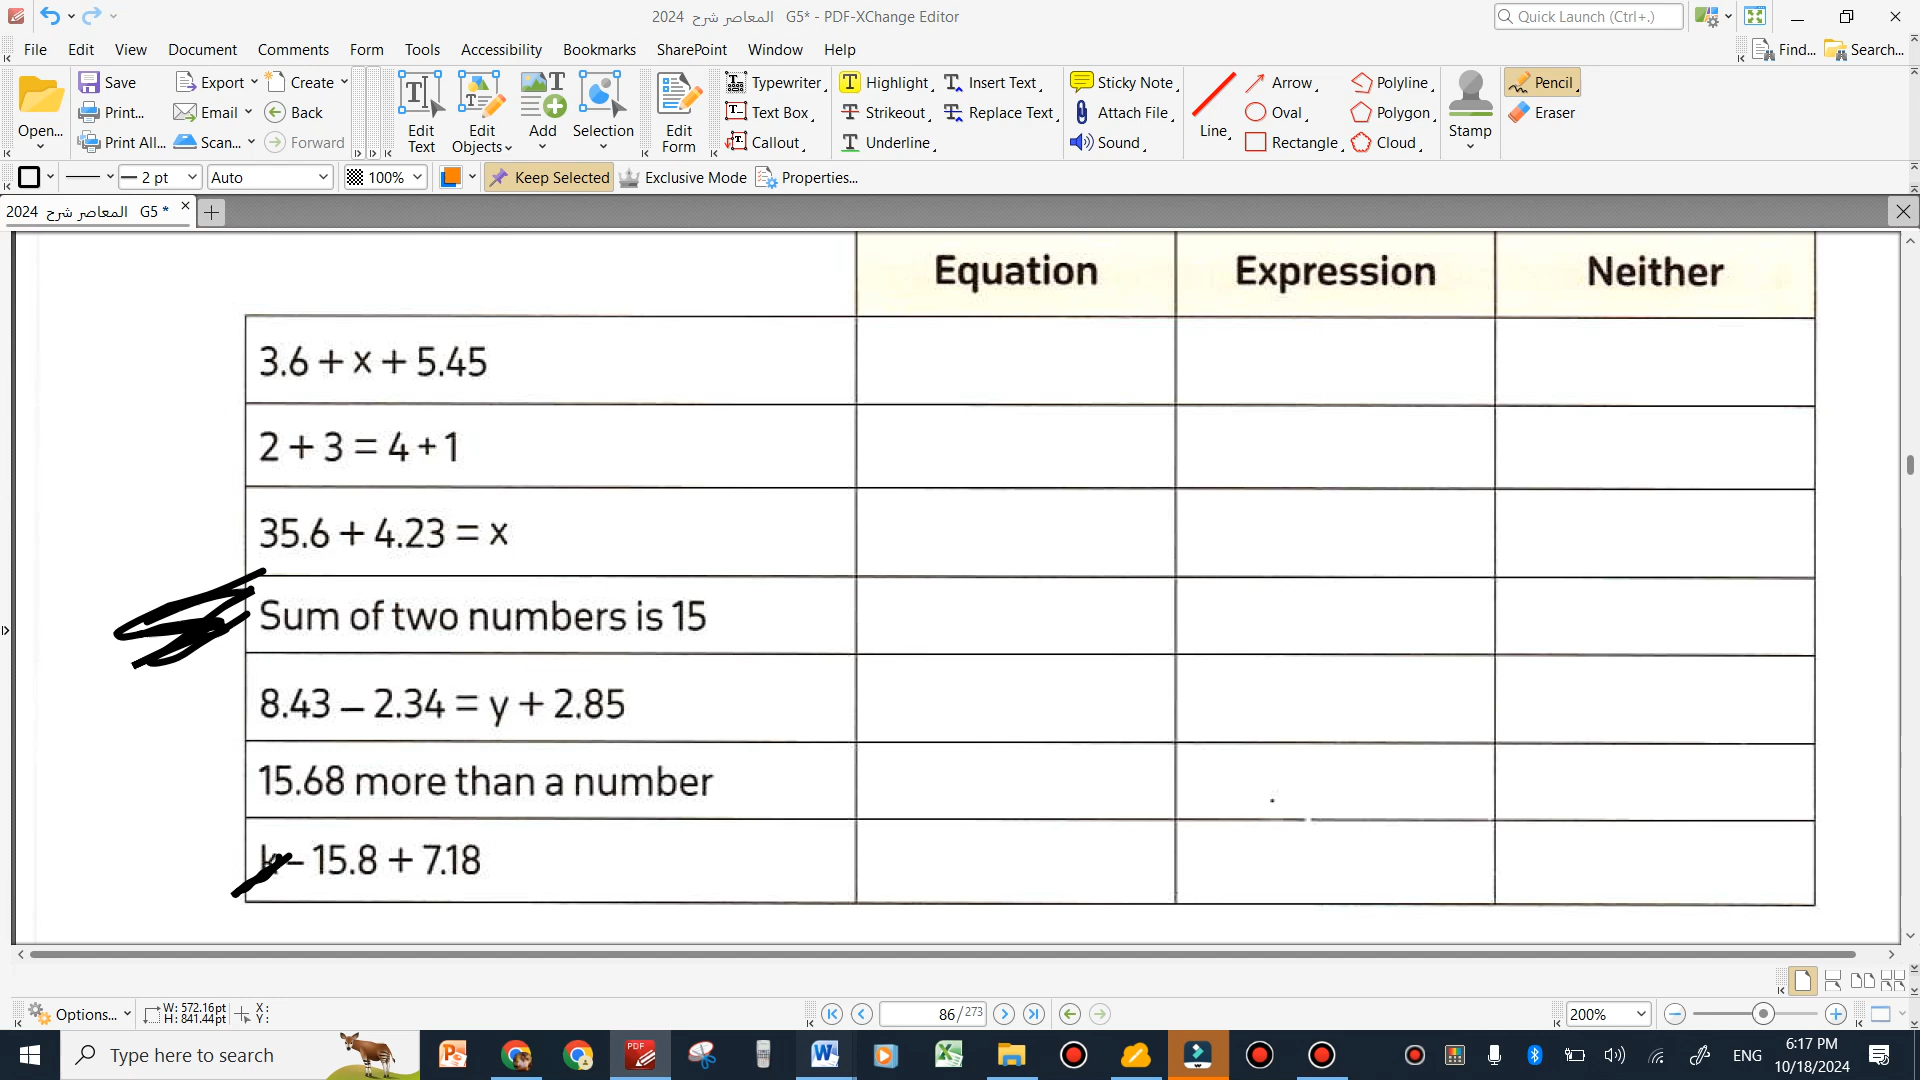 المعاصر شرح 2024 G5* - PDF-XChange Editor
Quick Launch (Ctrl+.)
File Edit View Document Comments Form Tools Accessibility Bookmarks SharePoint Window Help Find... Search...
Open...
Save
Print...
Print All...
Export
Email
Scan...
Create
Back
Forward
Edit Text
Edit Objects
Add
Selection
Edit Form
Typewriter
Text Box
Callout
Highlight
Strikeout
Underline
Insert Text
Replace Text
Sticky Note
Attach File
Sound
Line
Arrow
Oval
Rectangle
Polyline
Polygon
Cloud
Stamp
Pencil
Eraser
2 pt Auto 100% Keep Selected Exclusive Mode Properties...
المعاصر شرح 2024 G5 *
Equation Expression Neither
3.6 + x + 5.45
2 + 3 = 4 + 1
35.6 + 4.23 = x
Sum of two numbers is 15
8.43 – 2.34 = y + 2.85
15.68 more than a number
k – 15.8 + 7.18
Options... W: 572.16pt X:
H: 841.44pt Y:
86/273
200%
Type here to search
ENG
6:17 PM
10/18/2024